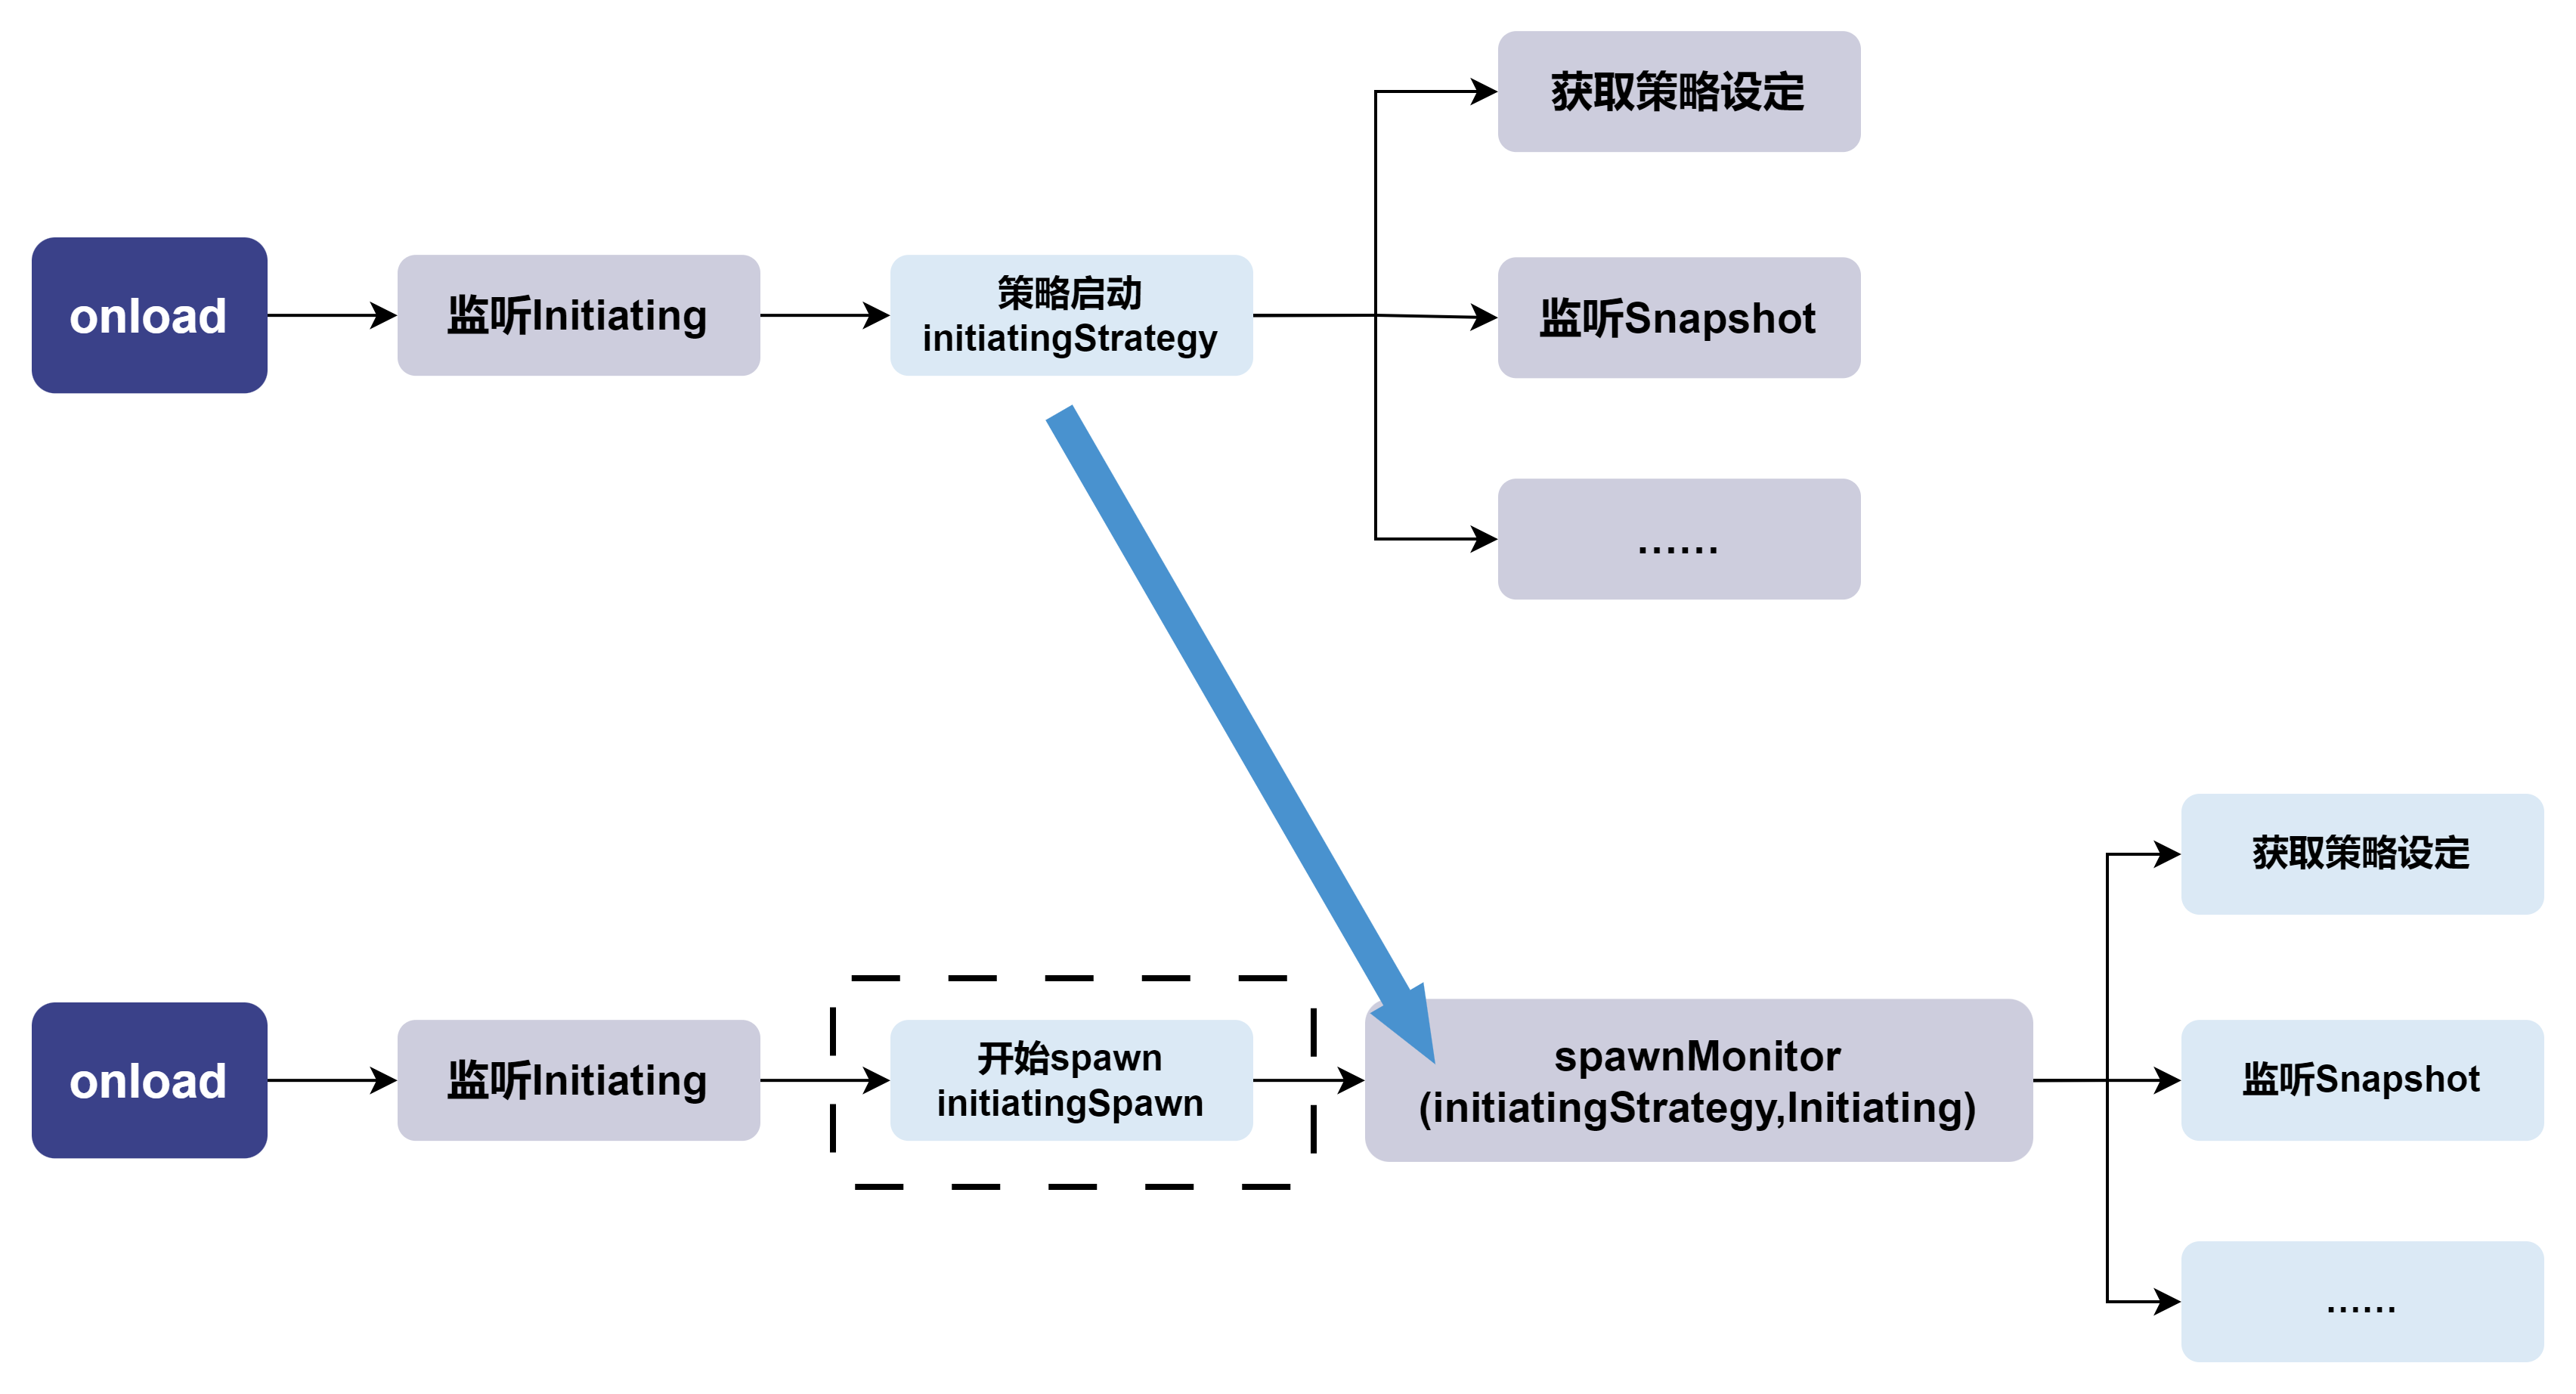 onload
监听Initiating
策略启动
initiatingStrategy
获取策略设定
监听Snapshot
......
onload
监听Initiating
开始spawn
initiatingSpawn
spawnMonitor
(initiatingStrategy,Initiating)
获取策略设定
监听Snapshot
......